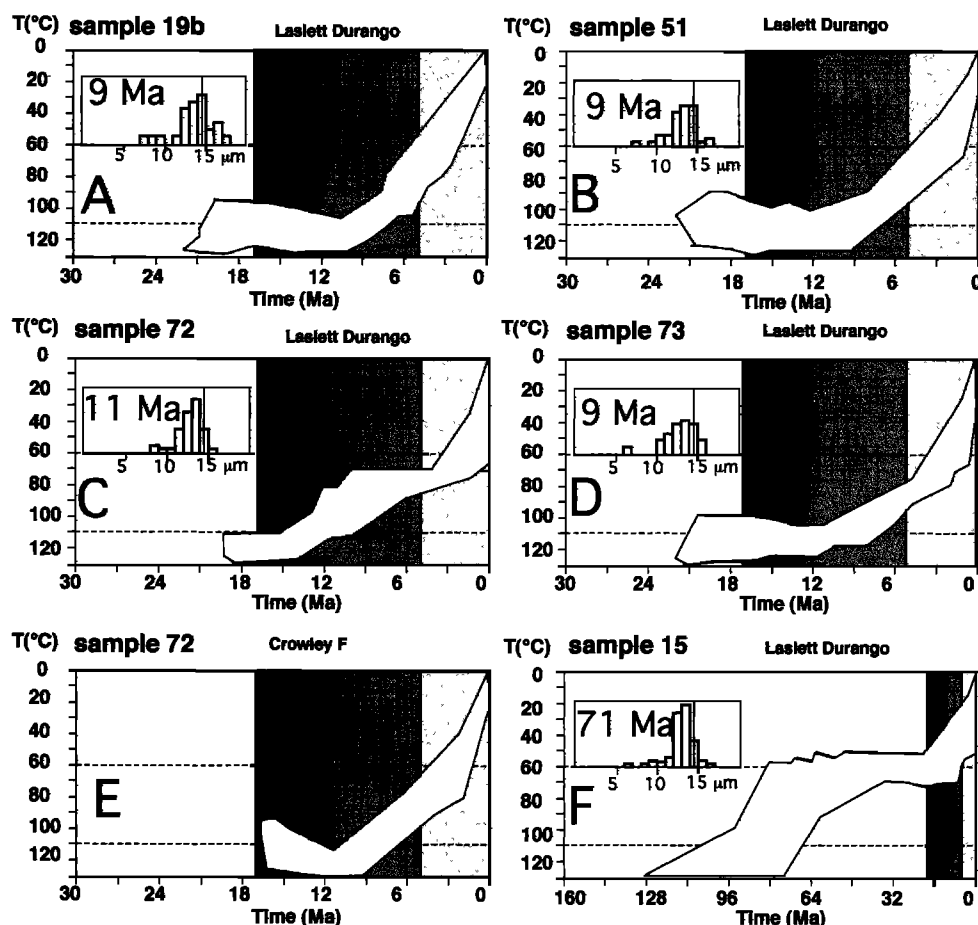 T(°C) sample 19b Laslett Durango
0
20
40
60
80
100
120
9 Ma
5 10 15 µm
A
30 24 18 12 6 0
Time (Ma)
T(°C) sample 51 Laslett Durango
0
20
40
60
80
100
120
9 Ma
5 10 15 µm
B
30 24 18 12 6 0
Time (Ma)
T(°C) sample 72 Laslett Durango
0
20
40
60
80
100
120
11 Ma
5 10 15 µm
C
30 24 18 12 6 0
Time (Ma)
T(°C) sample 73 Laslett Durango
0
20
40
60
80
100
120
9 Ma
5 10 15 µm
D
30 24 18 12 6 0
Time (Ma)
T(°C) sample 72 Crowley F
0
20
40
60
80
100
120
E
30 24 18 12 6 0
Time (Ma)
T(°C) sample 15 Laslett Durango
0
20
40
60
80
100
120
71 Ma
5 10 15 µm
F
160 128 96 64 32 0
Time (Ma)